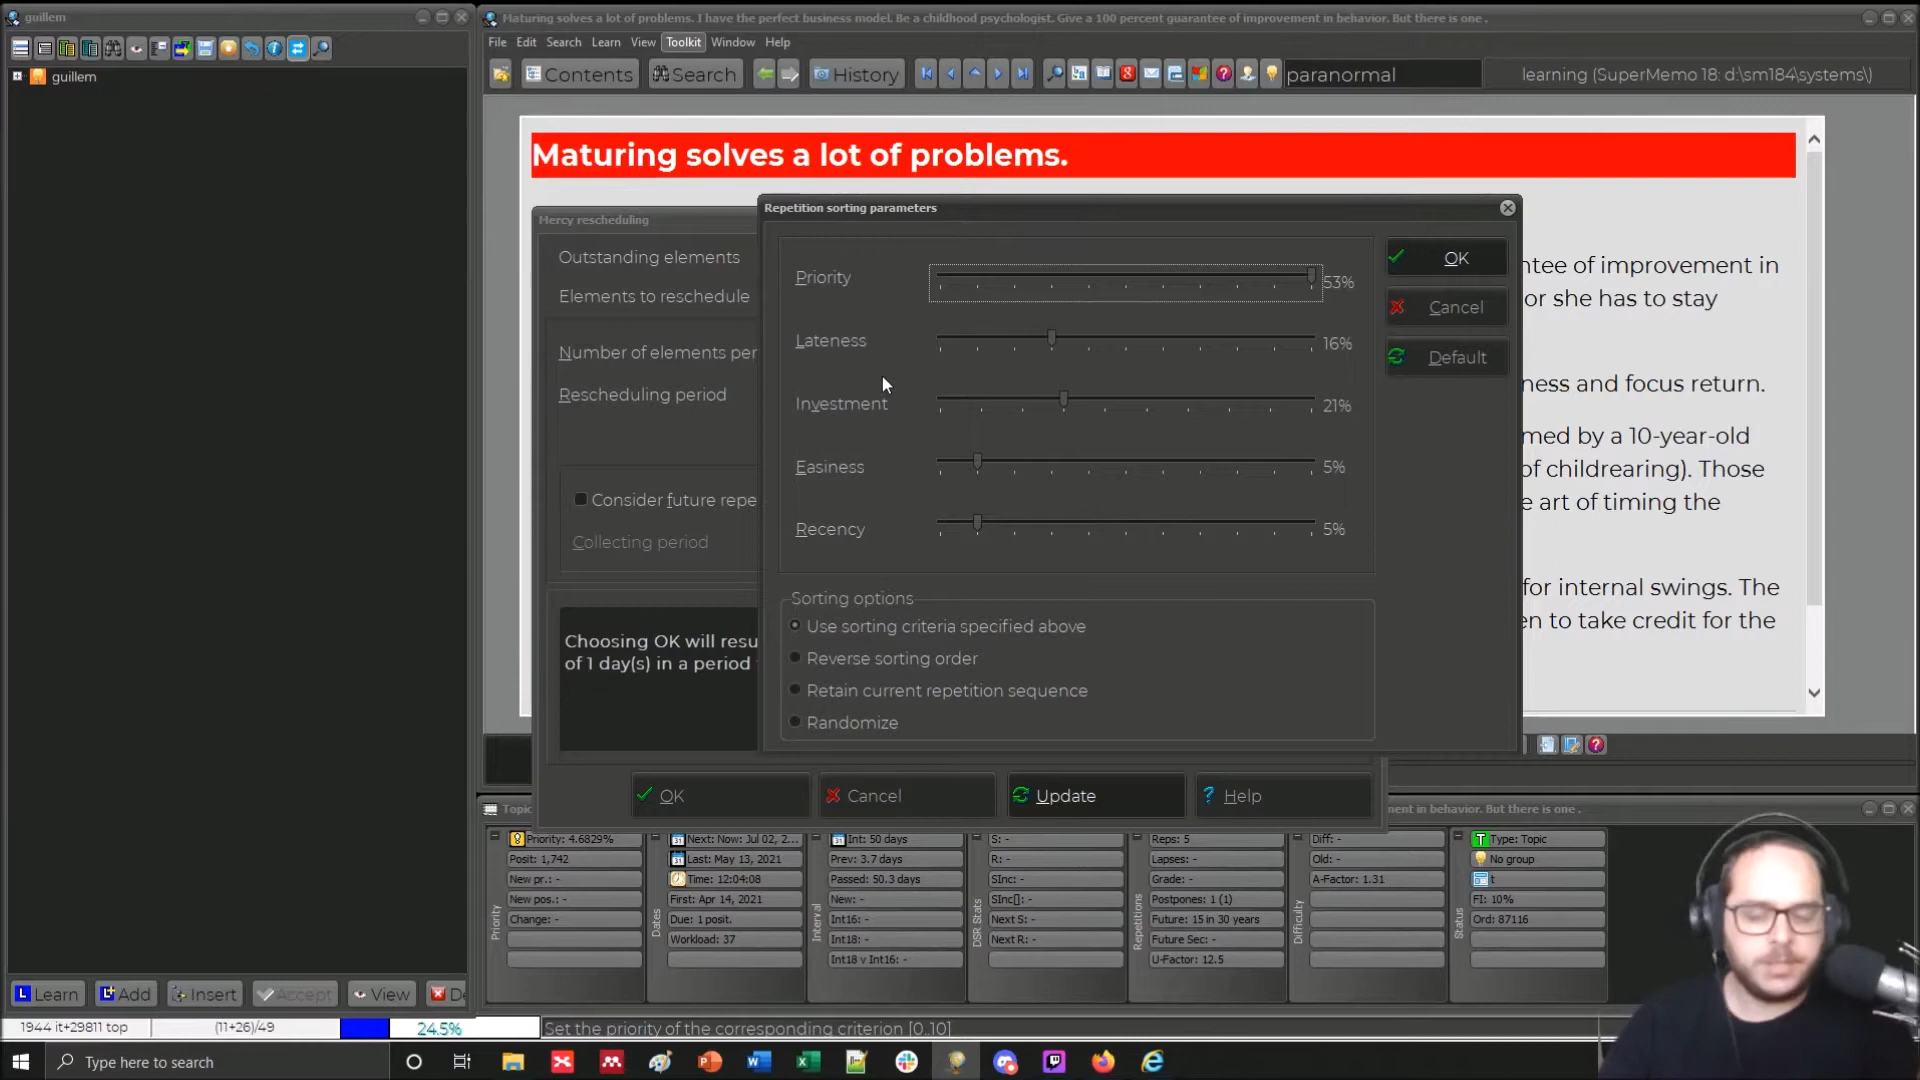 guillem
Maturing solves a lot of problems. I have the perfect business model. Be a childhood psychologist. Give a 100 percent guarantee of improvement in behavior. But there is one .
File Edit Search Learn View Toolkit Window Help
Contents Search History paranormal learning (SuperMemo 18: d:\sm184\systems\)
guillem
Maturing solves a lot of problems.
Mercy rescheduling
Repetition sorting parameters
Outstanding elements
Elements to reschedule
Number of elements per
Rescheduling period
Consider future repe
Collecting period
Choosing OK will resu
of 1 day(s) in a period
Priority 53%
Lateness 16%
Investment 21%
Easiness 5%
Recency 5%
OK
Cancel
Default
Sorting options
Use sorting criteria specified above
Reverse sorting order
Retain current repetition sequence
Randomize
ntee of improvement in
or she has to stay
ness and focus return.
med by a 10-year-old
of childrearing). Those
e art of timing the
for internal swings. The
en to take credit for the
OK Cancel Update Help
Topic
ment in behavior. But there is one .
Priority
Priority: 4.6829%
Posit: 1,742
New pr.: -
New pos.: -
Change: -
Dates
Next: Now: Jul 02, 2...
Last: May 13, 2021
Time: 12:04:08
First: Apr 14, 2021
Due: 1 posit.
Workload: 37
Interval
Int: 50 days
Prev: 3.7 days
Passed: 50.3 days
New: -
Int16: -
Int18: -
Int18 v Int16: -
DSR Stats
S: -
R: -
SInc: -
SInc[]: -
Next S: -
Next R: -
Repetitions
Reps: 5
Lapses: -
Grade: -
Postpones: 1 (1)
Future: 15 in 30 years
Future Sec: -
U-Factor: 12.5
Difficulty
Diff: -
Old: -
A-Factor: 1.31
Status
Type: Topic
No group
t
FI: 10%
Ord: 87116
Learn Add Insert Accept View De
1944 it+29811 top (11+26)/49 24.5% Set the priority of the corresponding criterion [0..10]
Type here to search